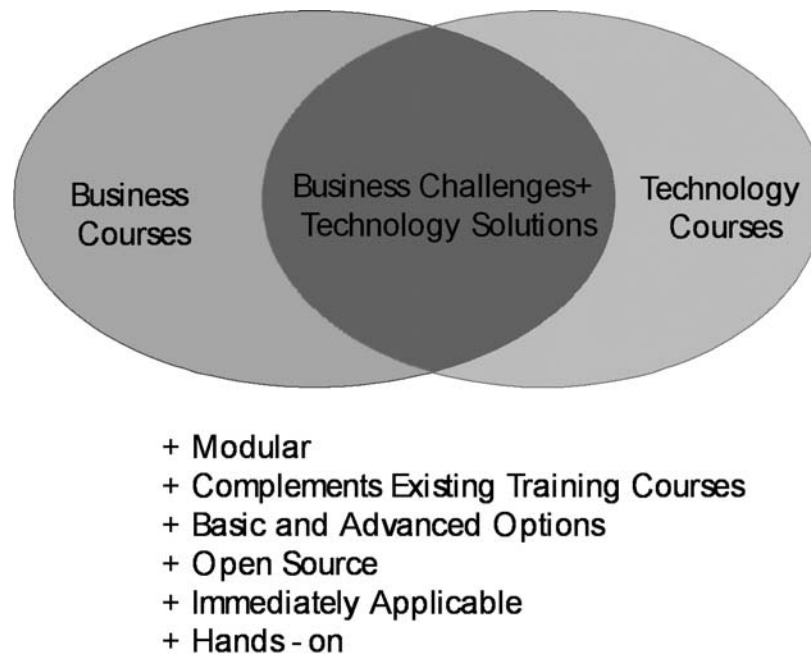 Business
Courses
Business Challenges+
Technology Solutions
Technology
Courses
+ Modular
+ Complements Existing Training Courses
+ Basic and Advanced Options
+ Open Source
+ Immediately Applicable
+ Hands - on